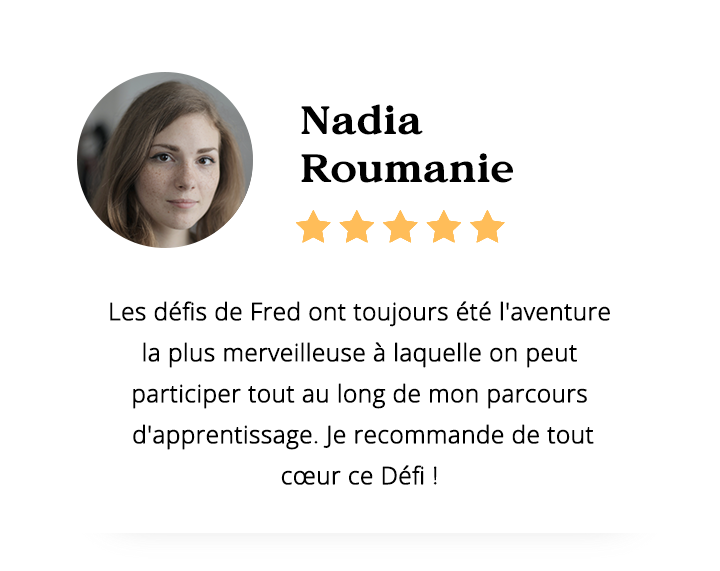 Nadia
Roumanie
Les défis de Fred ont toujours été l'aventure
la plus merveilleuse à laquelle on peut
participer tout au long de mon parcours
d'apprentissage. Je recommande de tout
cœur ce Défi !